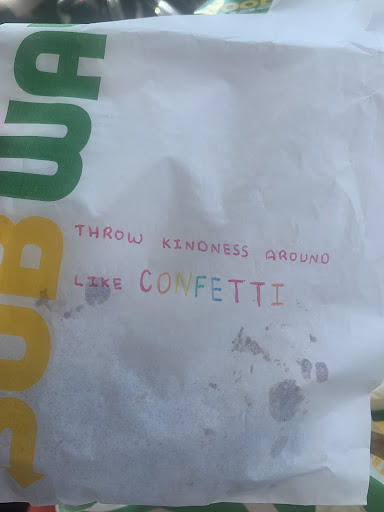 SUBWA
THROW KINDNESS AROUND
LIKE CONFETTI